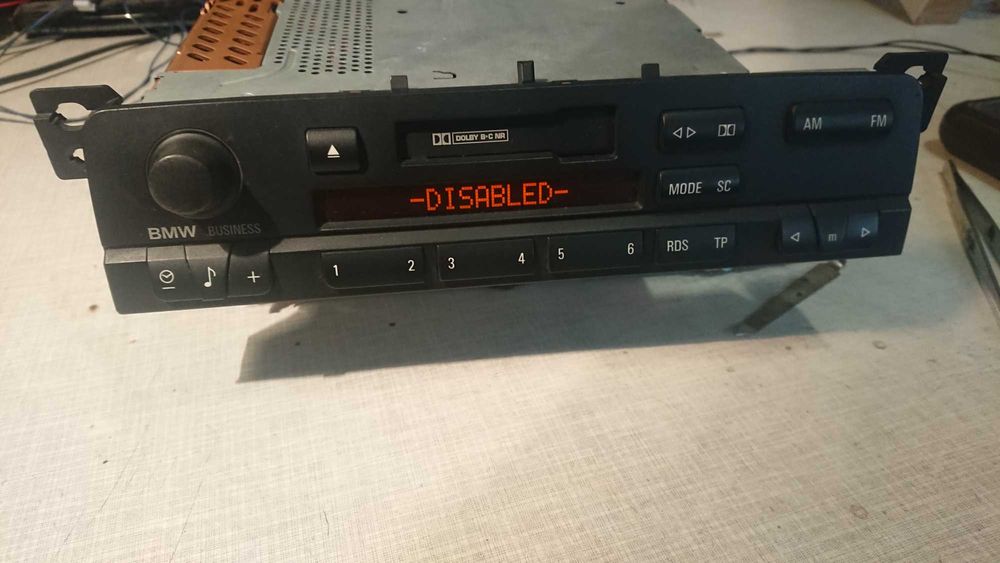 DOLBY B·C NR
AM FM
-DISABLED-
MODE SC
BMW BUSINESS
1 2 3 4 5 6 RDS TP m